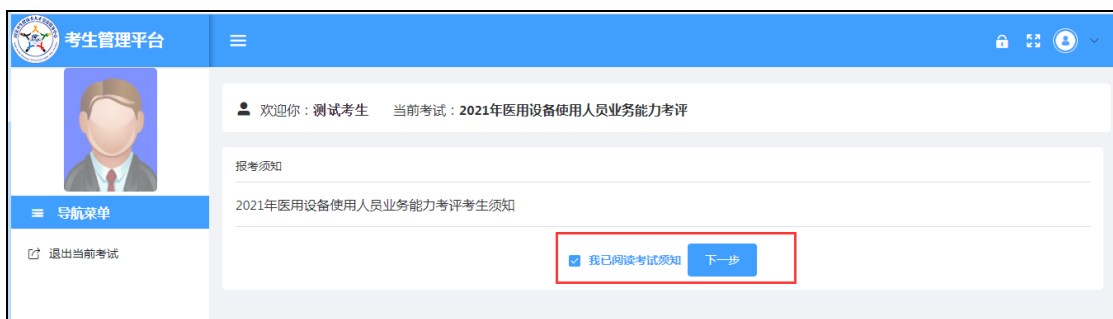 考生管理平台
欢迎你：测试考生 当前考试：2021年医用设备使用人员业务能力考评
报考须知
导航菜单
2021年医用设备使用人员业务能力考评考生须知
退出当前考试
我已阅读考试须知 下一步